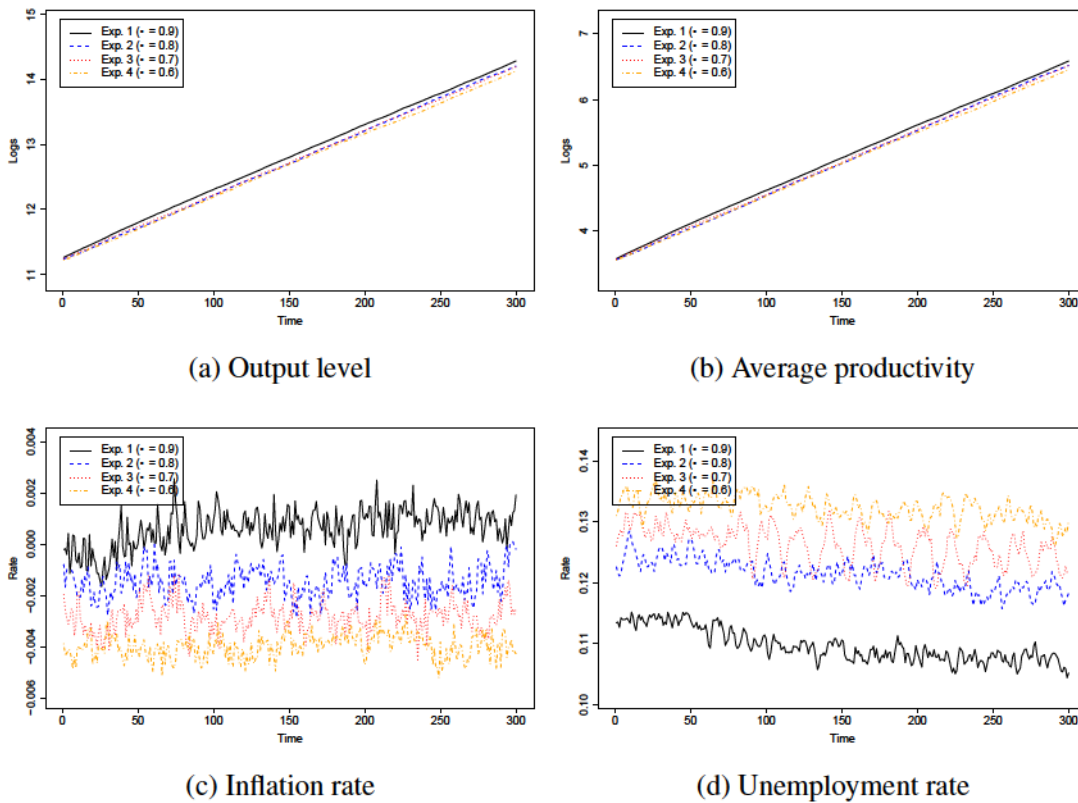 Exp. 1 (• = 0.9)
Exp. 2 (• = 0.8)
Exp. 3 (• = 0.7)
Exp. 4 (• = 0.6)
15
14
13
12
11
Logs
0 50 100 150 200 250 300
Time
(a) Output level
Exp. 1 (• = 0.9)
Exp. 2 (• = 0.8)
Exp. 3 (• = 0.7)
Exp. 4 (• = 0.6)
7
6
5
4
Logs
0 50 100 150 200 250 300
Time
(b) Average productivity
Exp. 1 (• = 0.9)
Exp. 2 (• = 0.8)
Exp. 3 (• = 0.7)
Exp. 4 (• = 0.6)
0.004
0.002
0.000
−0.002
−0.004
−0.006
Rate
0 50 100 150 200 250 300
Time
(c) Inflation rate
Exp. 1 (• = 0.9)
Exp. 2 (• = 0.8)
Exp. 3 (• = 0.7)
Exp. 4 (• = 0.6)
0.14
0.13
0.12
0.11
0.10
Rate
0 50 100 150 200 250 300
Time
(d) Unemployment rate